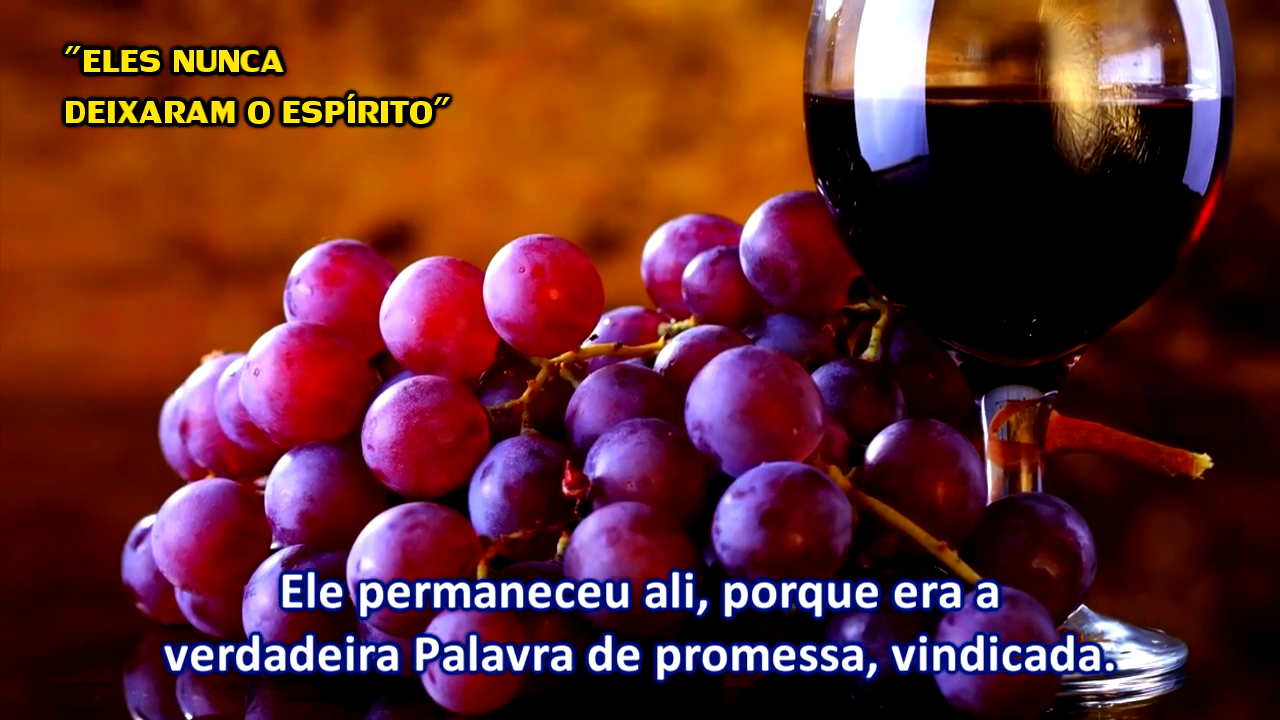 "ELES NUNCA
DEIXARAM O ESPÍRITO"
Ele permaneceu ali, porque era a
verdadeira Palavra de promessa, vindicada.